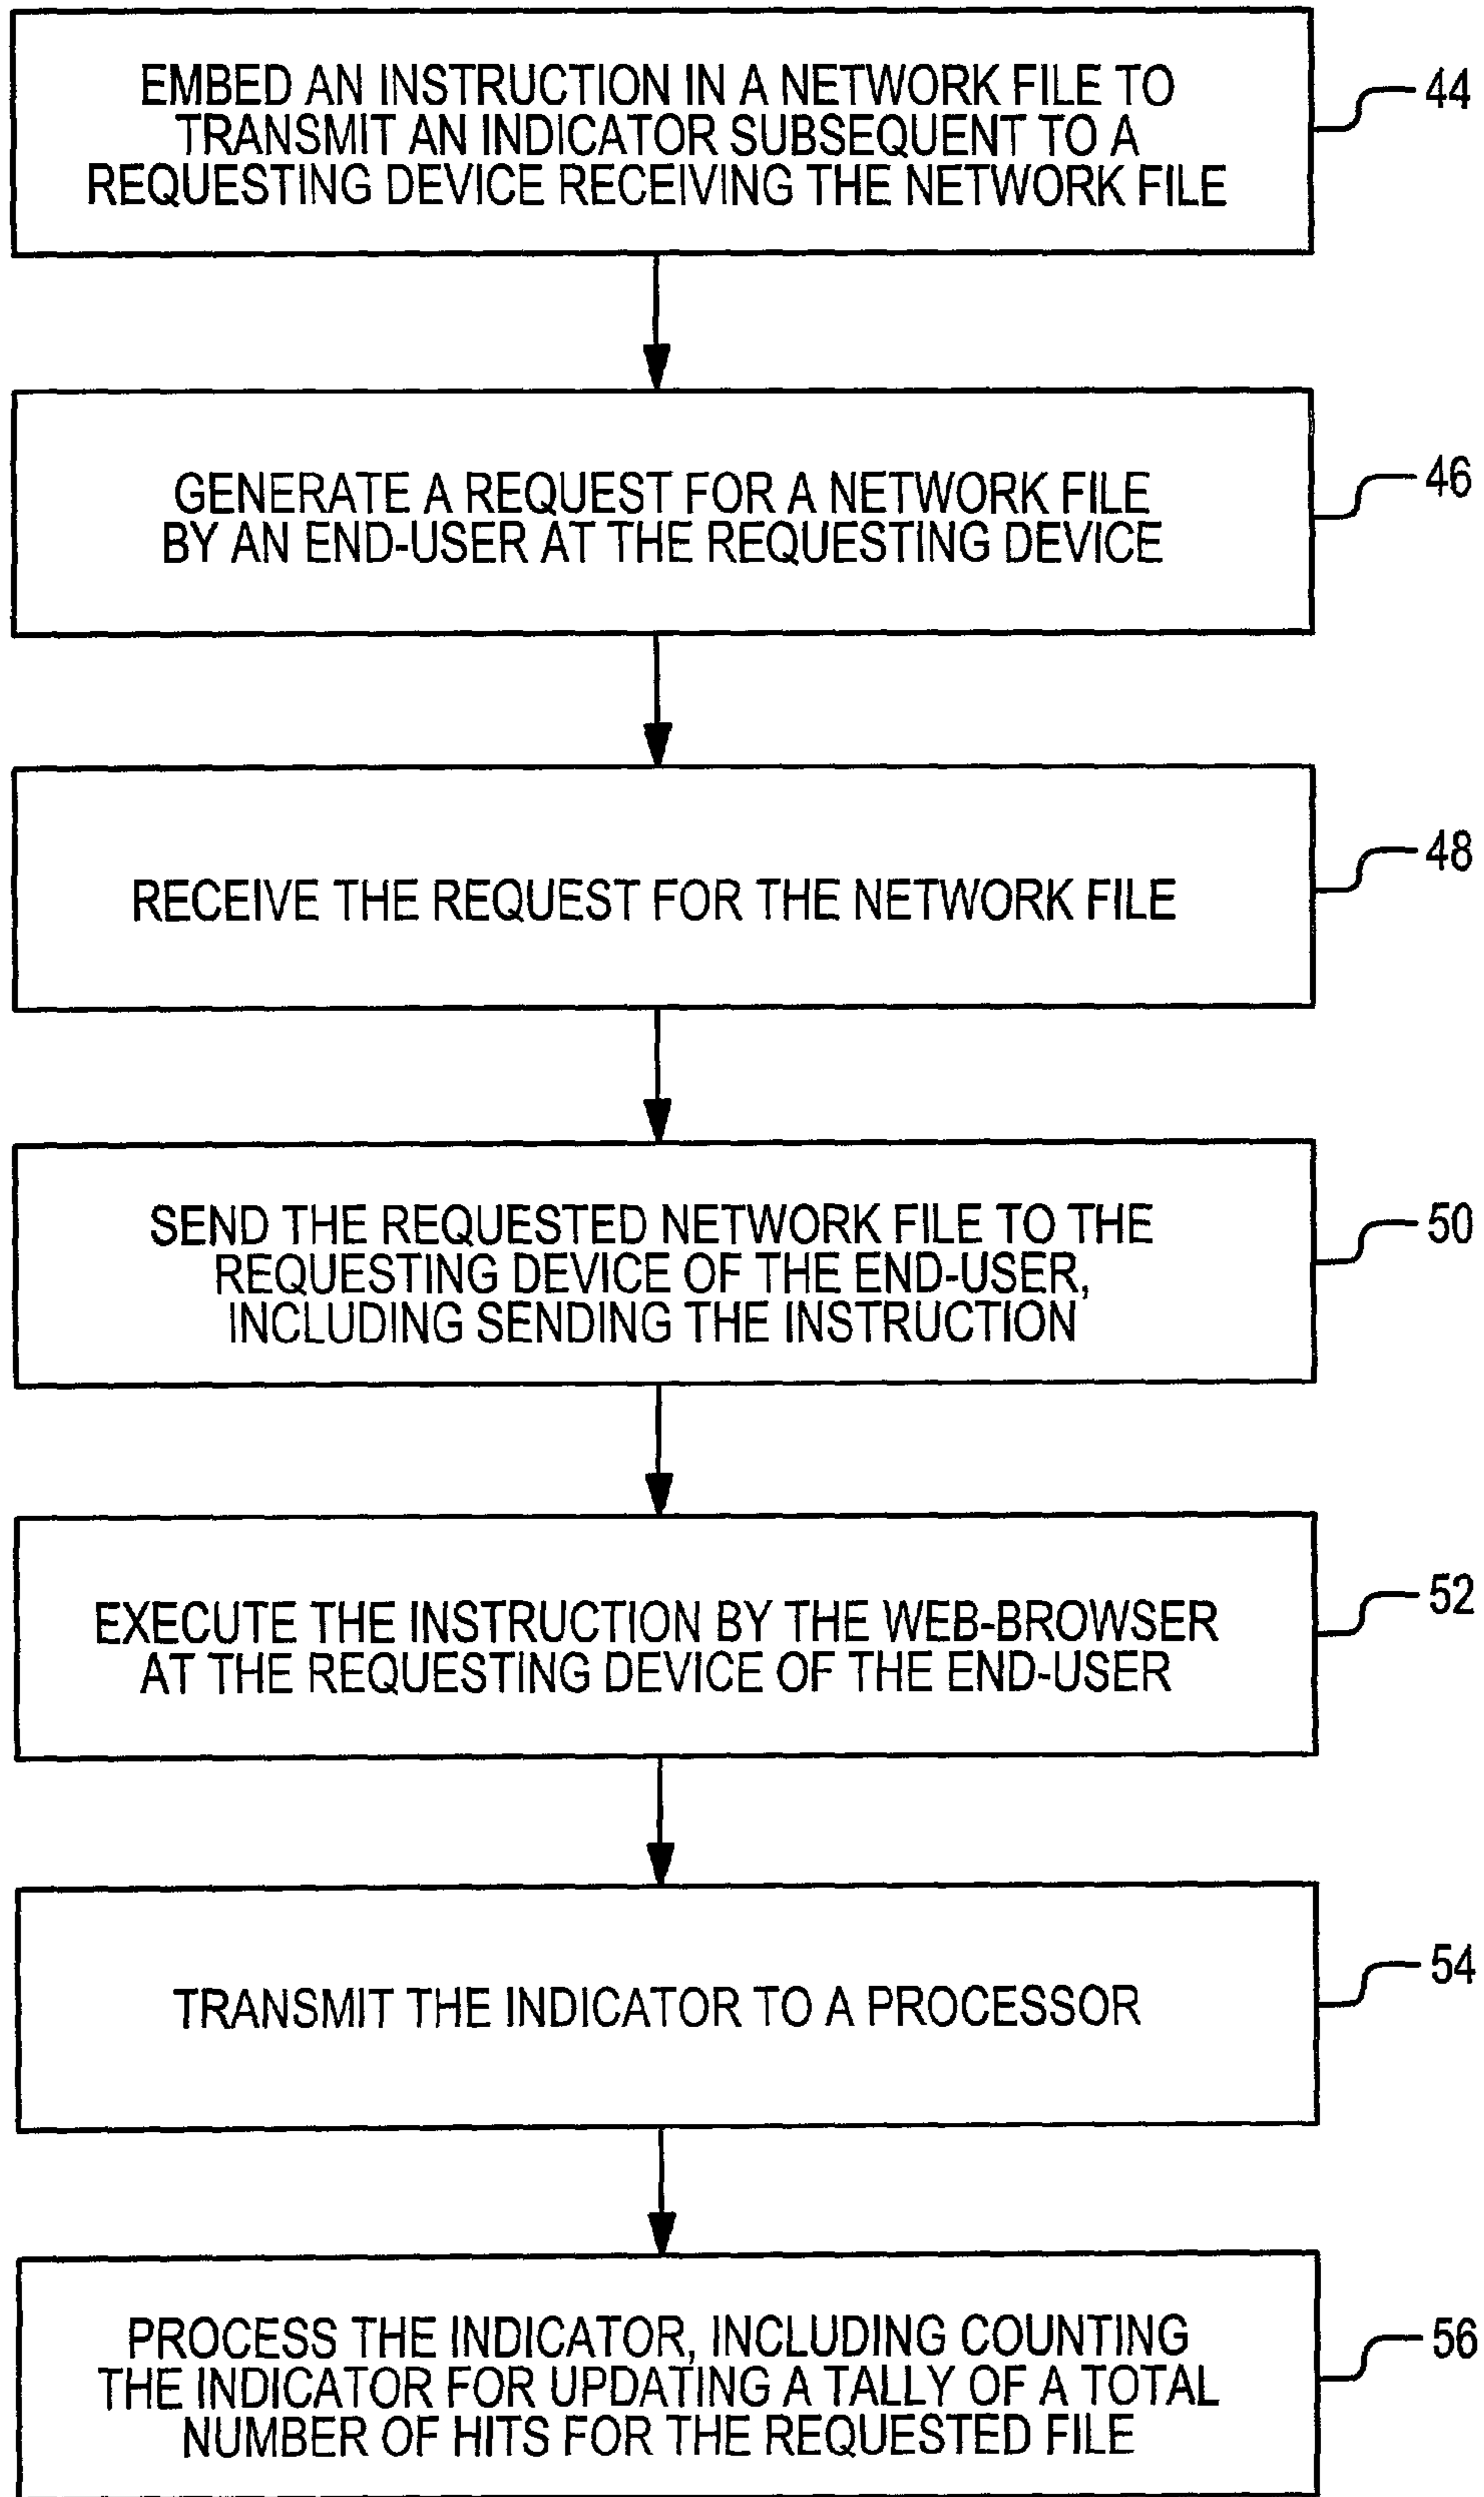 EMBED AN INSTRUCTION IN A NETWORK FILE TO
TRANSMIT AN INDICATOR SUBSEQUENT TO A
REQUESTING DEVICE RECEIVING THE NETWORK FILE
44
GENERATE A REQUEST FOR A NETWORK FILE
BY AN END-USER AT THE REQUESTING DEVICE
46
RECEIVE THE REQUEST FOR THE NETWORK FILE
48
SEND THE REQUESTED NETWORK FILE TO THE
REQUESTING DEVICE OF THE END-USER,
INCLUDING SENDING THE INSTRUCTION
50
EXECUTE THE INSTRUCTION BY THE WEB-BROWSER
AT THE REQUESTING DEVICE OF THE END-USER
52
TRANSMIT THE INDICATOR TO A PROCESSOR
54
PROCESS THE INDICATOR, INCLUDING COUNTING
THE INDICATOR FOR UPDATING A TALLY OF A TOTAL
NUMBER OF HITS FOR THE REQUESTED FILE
56